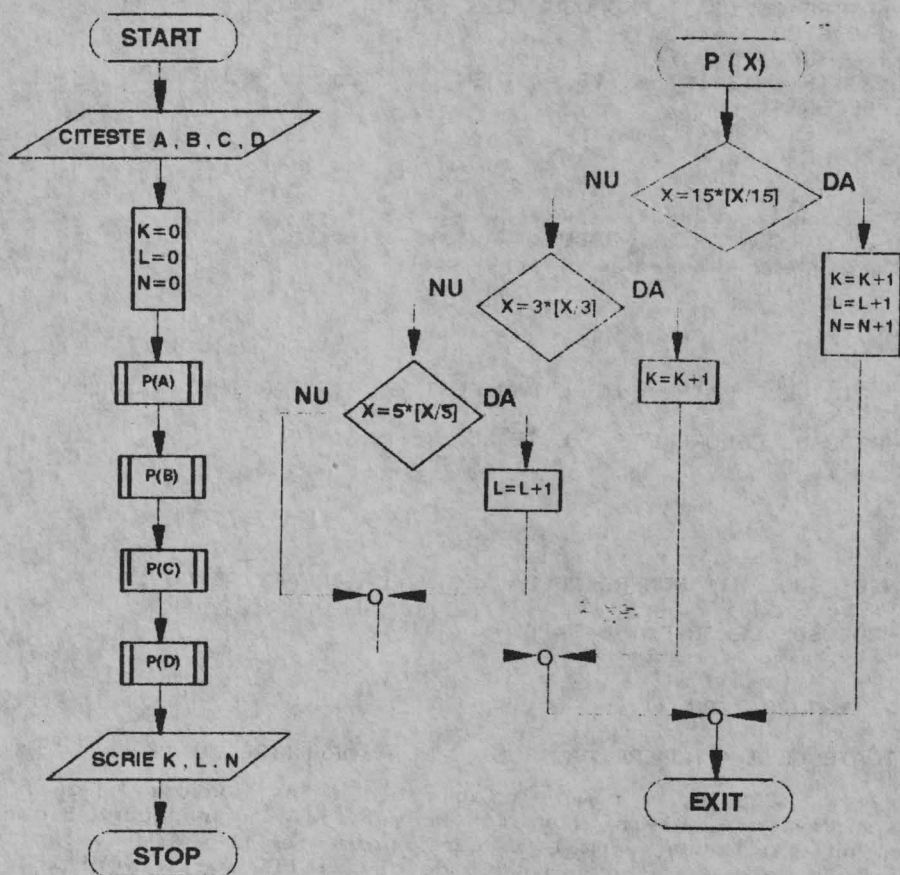 START
CITESTE A, B, C, D
K=0
L=0
N=0
P(A)
P(B)
P(C)
P(D)
SCRIE K, L, N
STOP
P(X)
X=15*[X/15]
NU
DA
K=K+1
L=L+1
N=N+1
X=3*[X/3]
NU
DA
K=K+1
X=5*[X/5]
NU
DA
L=L+1
EXIT